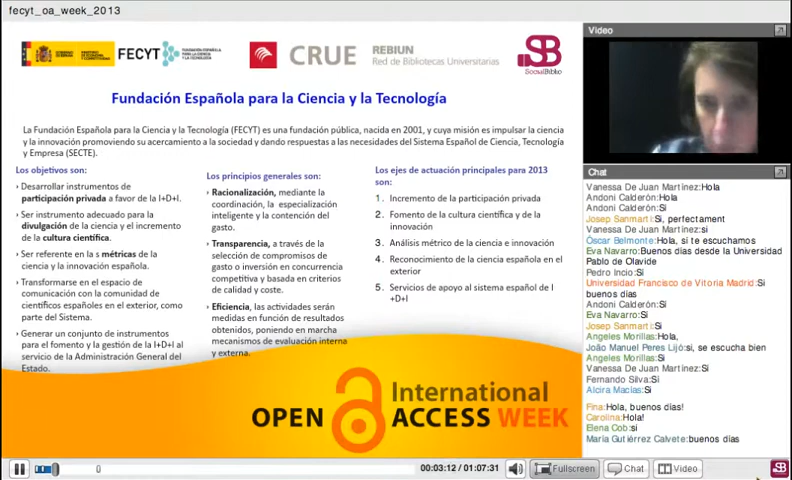 fecyt_oa_week_2013
FECYT
CRUE
REBIUN
Red de Bibliotecas Universitarias
SB
SocialBiblio
Fundación Española para la Ciencia y la Tecnología
La Fundación Española para la Ciencia y la Tecnología (FECYT) es una fundación pública, nacida en 2001, y cuya misión es impulsar la ciencia
y la innovación promoviendo su acercamiento a la sociedad y dando respuestas a las necesidades del Sistema Español de Ciencia, Tecnología
y Empresa (SECTE).
Los objetivos son:
› Desarrollar instrumentos de
participación privada a favor de la I+D+I.
› Ser instrumento adecuado para la
divulgación de la ciencia y el incremento
de la cultura científica.
› Ser referente en la s métricas de la
ciencia y la innovación española.
› Transformarse en el espacio de
comunicación con la comunidad de
científicos españoles en el exterior, como
parte del Sistema.
› Generar un conjunto de instrumentos
para el fomento y la gestión de la I+D+I al
servicio de la Administración General del
Estado.
Los principios generales son:
› Racionalización, mediante la
coordinación, la especialización
inteligente y la contención del
gasto.
› Transparencia, a través de la
selección de compromisos de
gasto o inversión en concurrencia
competitiva y basada en criterios
de calidad y coste.
› Eficiencia, las actividades serán
medidas en función de resultados
obtenidos, poniendo en marcha
mecanismos de evaluación interna
y externa.
Los ejes de actuación principales para 2013
son:
1. Incremento de la participación privada
2. Fomento de la cultura científica y de la
innovación
3. Análisis métrico de la ciencia e innovación
4. Reconocimiento de la ciencia española en el
exterior
5. Servicios de apoyo al sistema español de I
+D+I
International
OPEN ACCESS WEEK
Video
Chat
Vanessa De Juan Martínez:Hola
Andoni Calderón:Hola
Andoni Calderón:Si
Josep Sanmartí:Si, perfectament
Vanessa De Juan Martínez:si
Óscar Belmonte:Hola, si te escuchamos
Eva Navarro:Buenos días desde la Universidad
Pablo de Olavide
Pedro Incio:Si
Universidad Francisco de Vitoria Madrid:Si
buenos días
Andoni Calderón:Si
Eva Navarro:Si
Josep Sanmartí:Si
Angeles Morillas:Hola,
João Manuel Peres Lijó:si, se escucha bien
Angeles Morillas:Si
Vanessa De Juan Martínez:Si
Fernando Silva:Si
Alcira Macías:Si
Fina:Hola, buenos días!
Carolina:Hola!
Elena Cob:si
María Gutiérrez Calvete:buenos días
00:03:12 / 01:07:31
Fullscreen
Chat
Video
SB